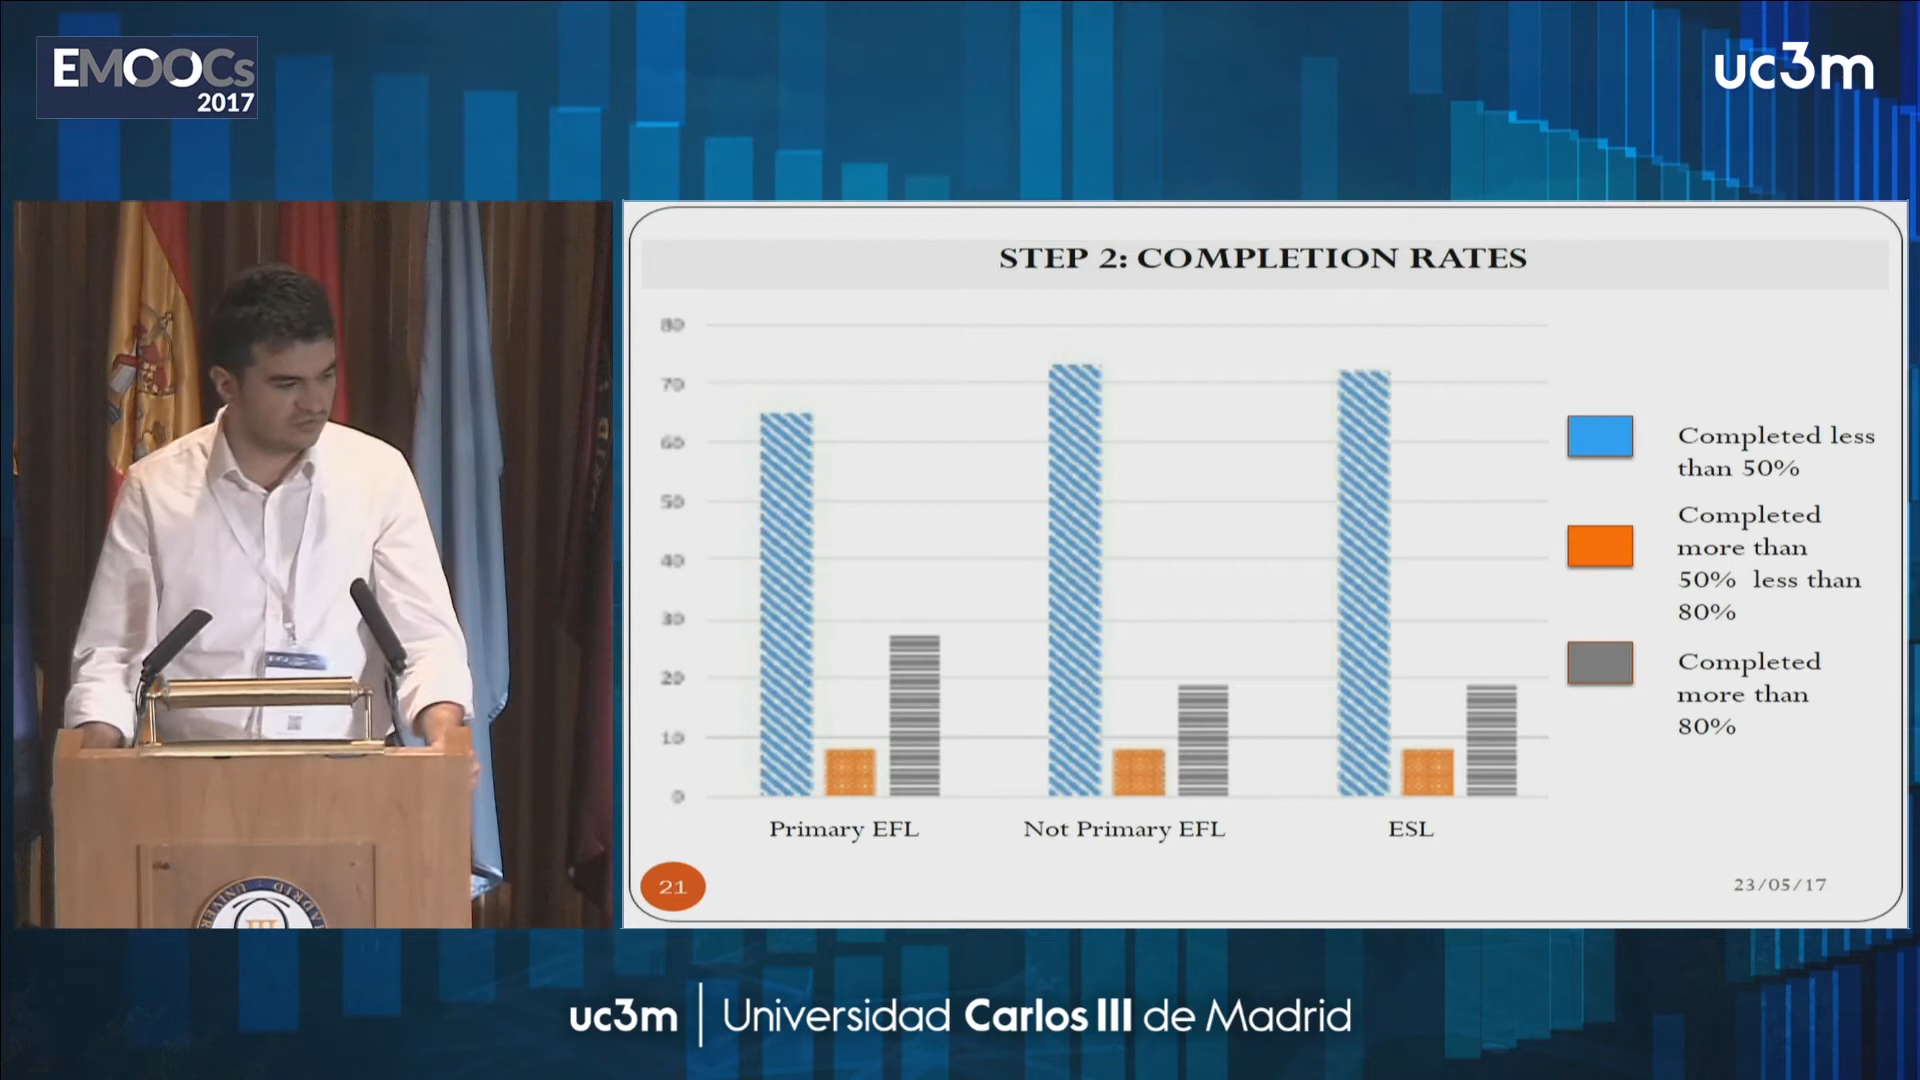 EMOOCs
2017
uc3m
STEP 2: COMPLETION RATES
80
70
60
50
40
30
20
10
0
Primary EFL
Not Primary EFL
ESL
Completed less
than 50%
Completed
more than
50% less than
80%
Completed
more than
80%
21
23/05/17
uc3m | Universidad Carlos III de Madrid